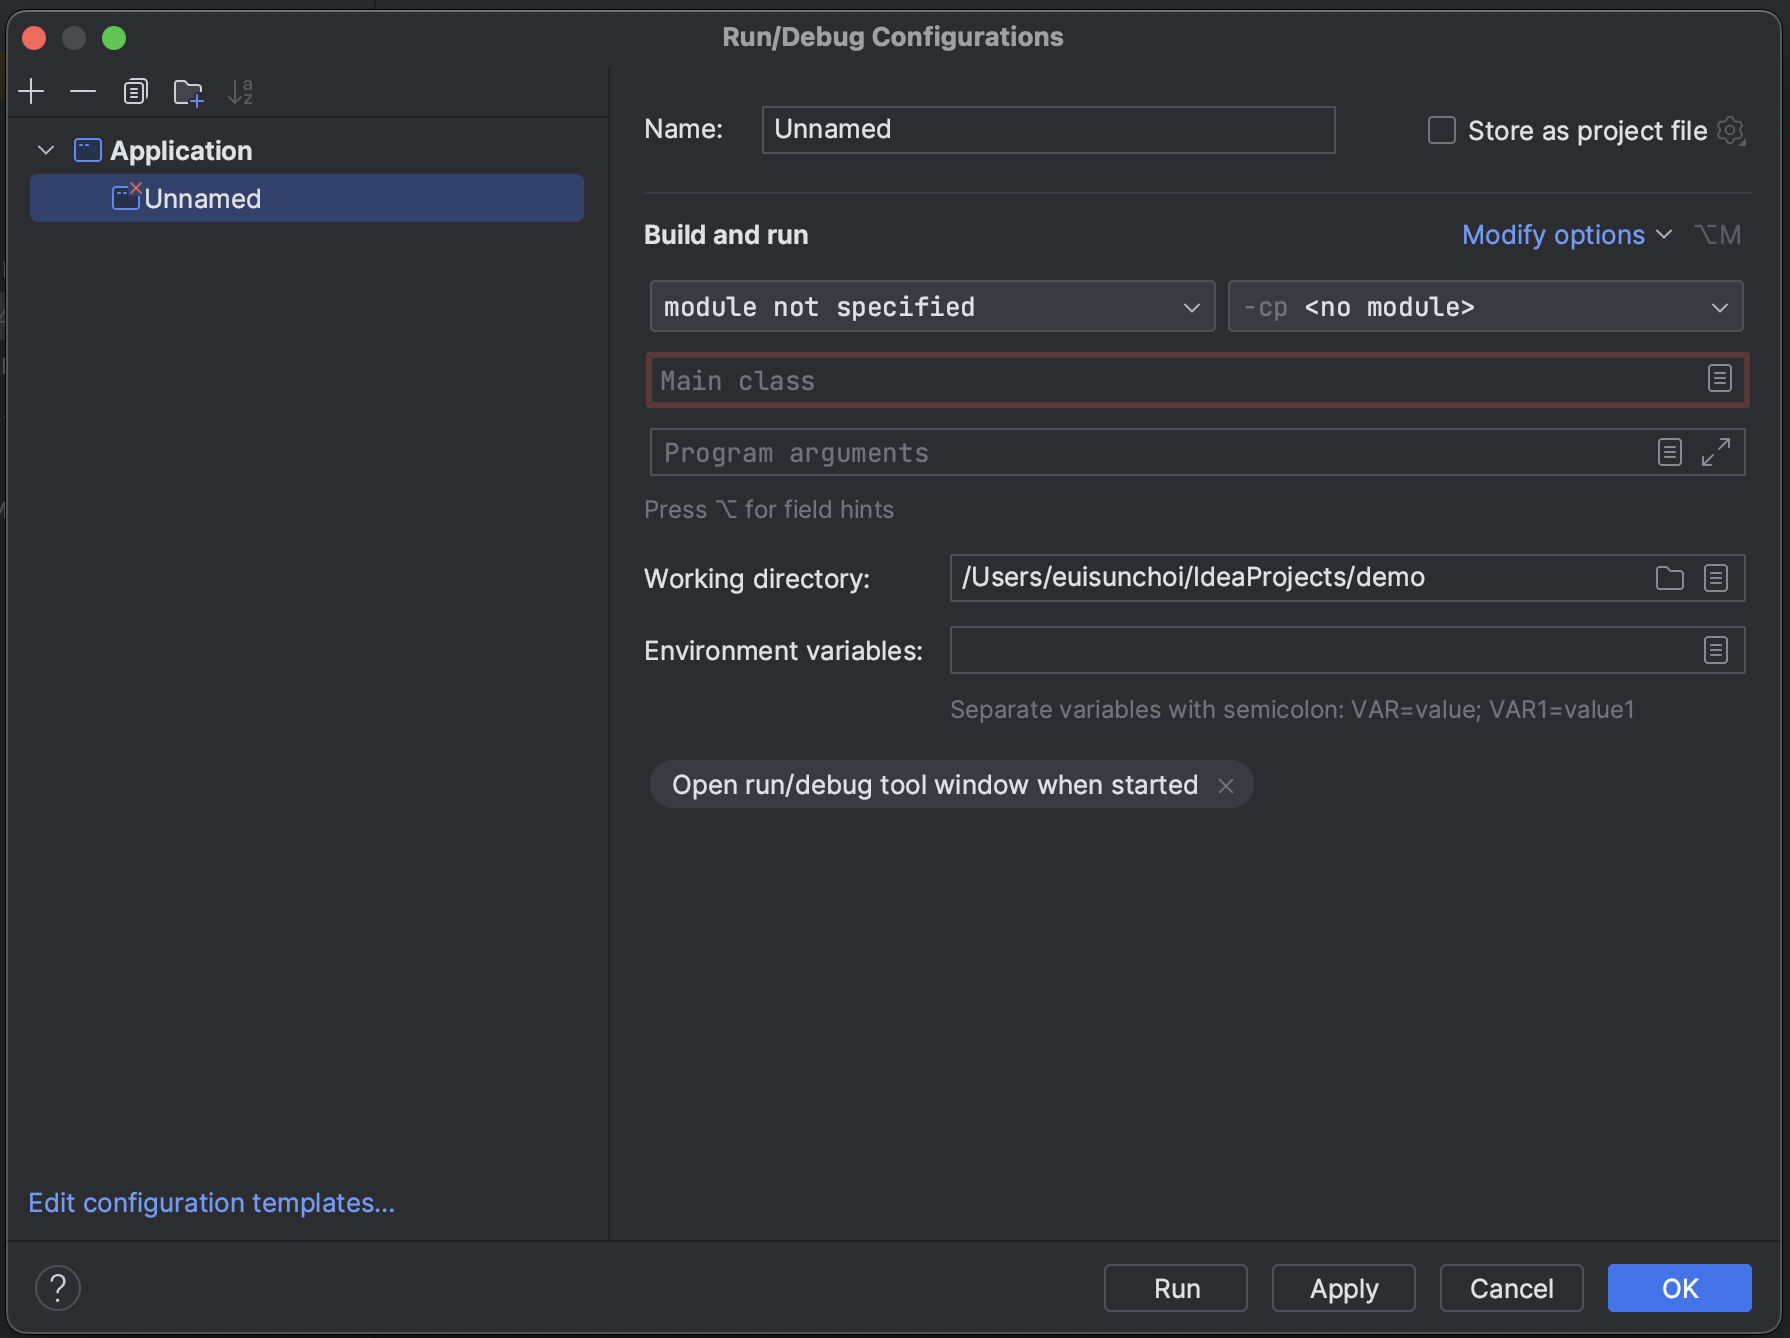 Run/Debug Configurations
Application
Unnamed
Edit configuration templates...
Name: Unnamed
Store as project file
Build and run
Modify options ⌥M
module not specified
-cp <no module>
Main class
Program arguments
Press ⌥ for field hints
Working directory: /Users/euisunchoi/IdeaProjects/demo
Environment variables:
Separate variables with semicolon: VAR=value; VAR1=value1
Open run/debug tool window when started
?
Run
Apply
Cancel
OK